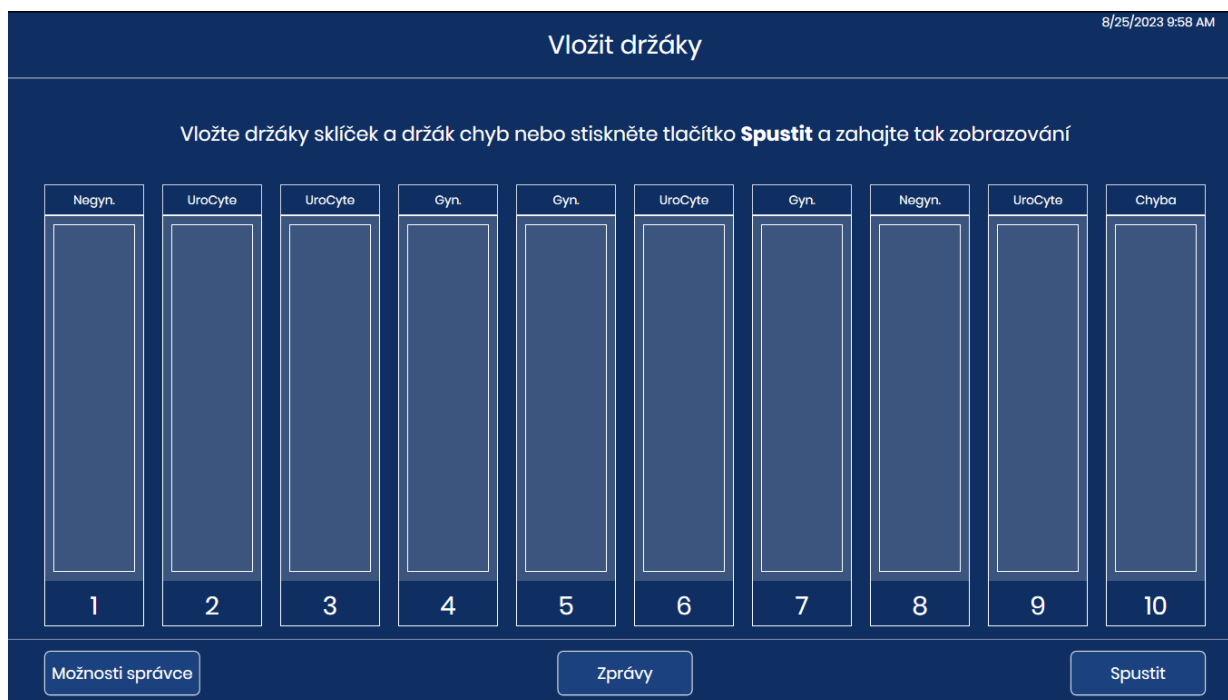 8/25/2023 9:58 AM
Vložit držáky
Vložte držáky sklíček a držák chyb nebo stiskněte tlačítko Spustit a zahajte tak zobrazování
Negyn. UroCyte UroCyte Gyn. Gyn. UroCyte Gyn. Negyn. UroCyte Chyba
1 2 3 4 5 6 7 8 9 10
Možnosti správce Zprávy Spustit